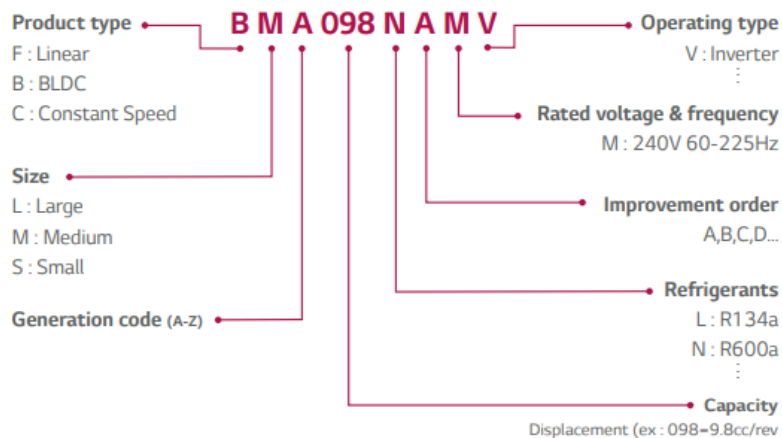 B M A 098 N A M V
Product type
F : Linear
B : BLDC
C : Constant Speed
Size
L : Large
M : Medium
S : Small
Generation code (A-Z)
Operating type
V : Inverter
⋮
Rated voltage & frequency
M : 240V 60-225Hz
Improvement order
A,B,C,D...
Refrigerants
L : R134a
N : R600a
⋮
Capacity
Displacement (ex : 098=9.8cc/rev